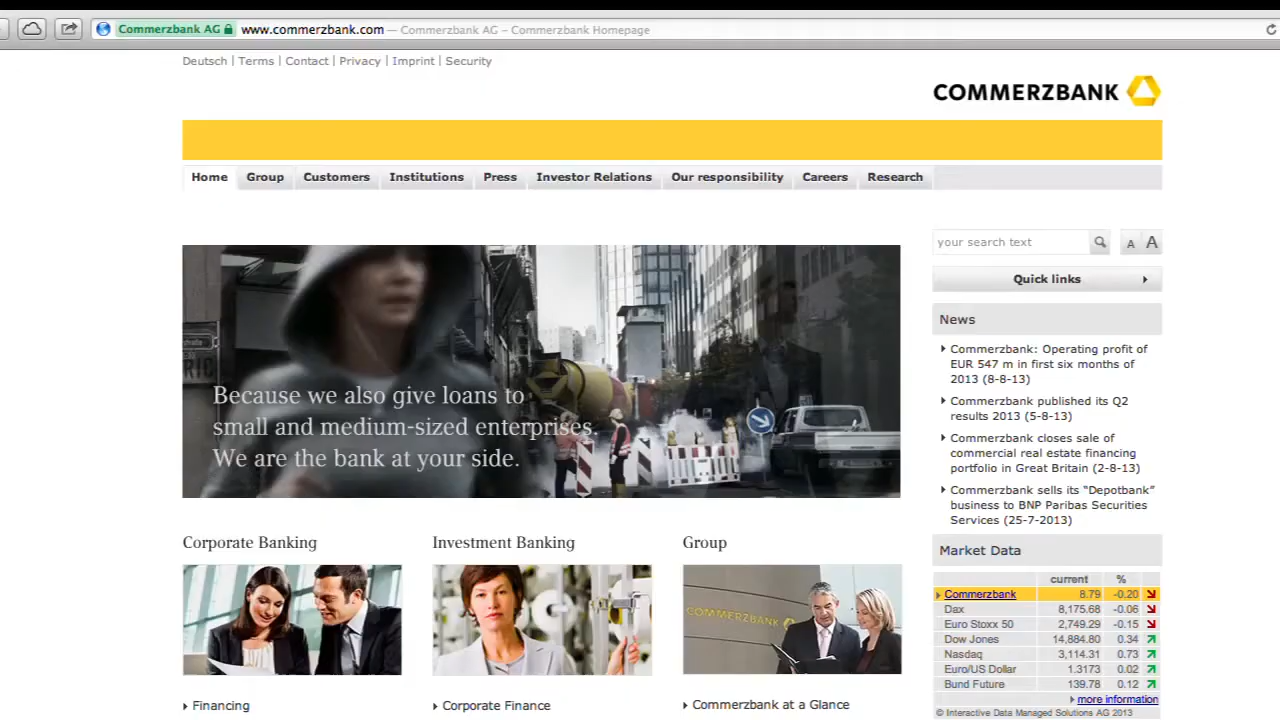 Commerzbank AG www.commerzbank.com — Commerzbank AG – Commerzbank Homepage
Deutsch | Terms | Contact | Privacy | Imprint | Security
COMMERZBANK
Home Group Customers Institutions Press Investor Relations Our responsibility Careers Research
your search text A A
Quick links
Because we also give loans to
small and medium-sized enterprises.
We are the bank at your side.
News
Commerzbank: Operating profit of
EUR 547 m in first six months of
2013 (8-8-13)
Commerzbank published its Q2
results 2013 (5-8-13)
Commerzbank closes sale of
commercial real estate financing
portfolio in Great Britain (2-8-13)
Commerzbank sells its “Depotbank”
business to BNP Paribas Securities
Services (25-7-2013)
Corporate Banking
Investment Banking
Group
COMMERZBANK
Financing
Corporate Finance
Commerzbank at a Glance
Market Data
current %
Commerzbank 8.79 -0.20
Dax 8,175.68 -0.06
Euro Stoxx 50 2,749.29 -0.15
Dow Jones 14,884.80 0.34
Nasdaq 3,114.31 0.73
Euro/US Dollar 1.3173 0.02
Bund Future 139.78 0.12
more information
© Interactive Data Managed Solutions AG 2013